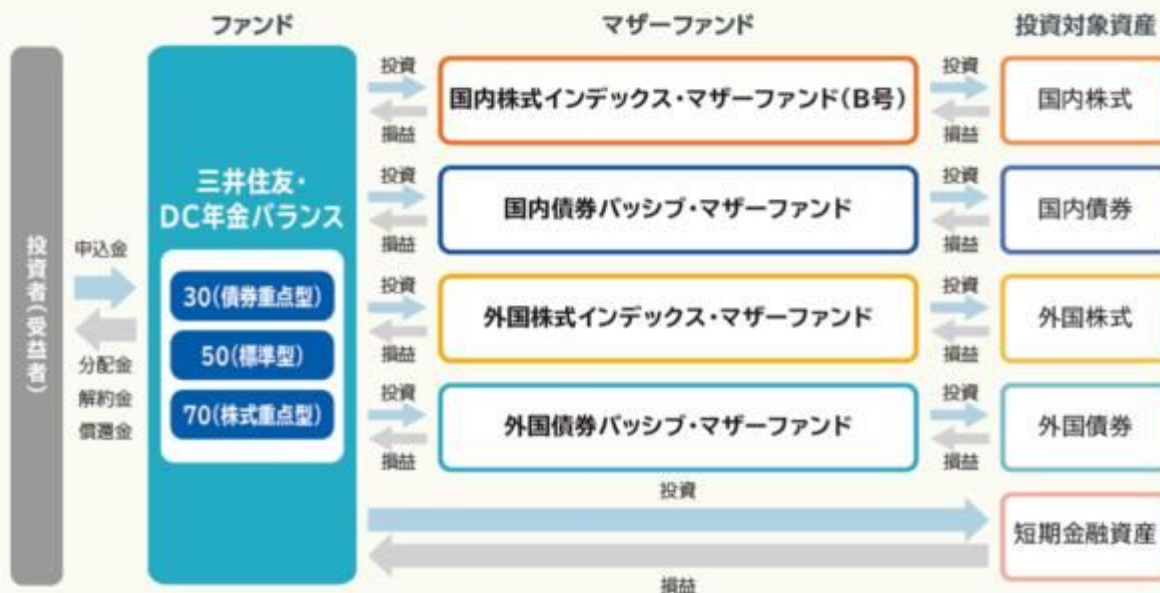 ファンド
マザーファンド
投資対象資産
投資者(受益者)
申込金
分配金
解約金
償還金
三井住友・
DC年金バランス
30(債券重点型)
50(標準型)
70(株式重点型)
投資
損益
国内株式インデックス・マザーファンド(B号)
投資
損益
国内株式
投資
損益
国内債券パッシブ・マザーファンド
投資
損益
国内債券
投資
損益
外国株式インデックス・マザーファンド
投資
損益
外国株式
投資
損益
外国債券パッシブ・マザーファンド
投資
損益
外国債券
投資
損益
短期金融資産